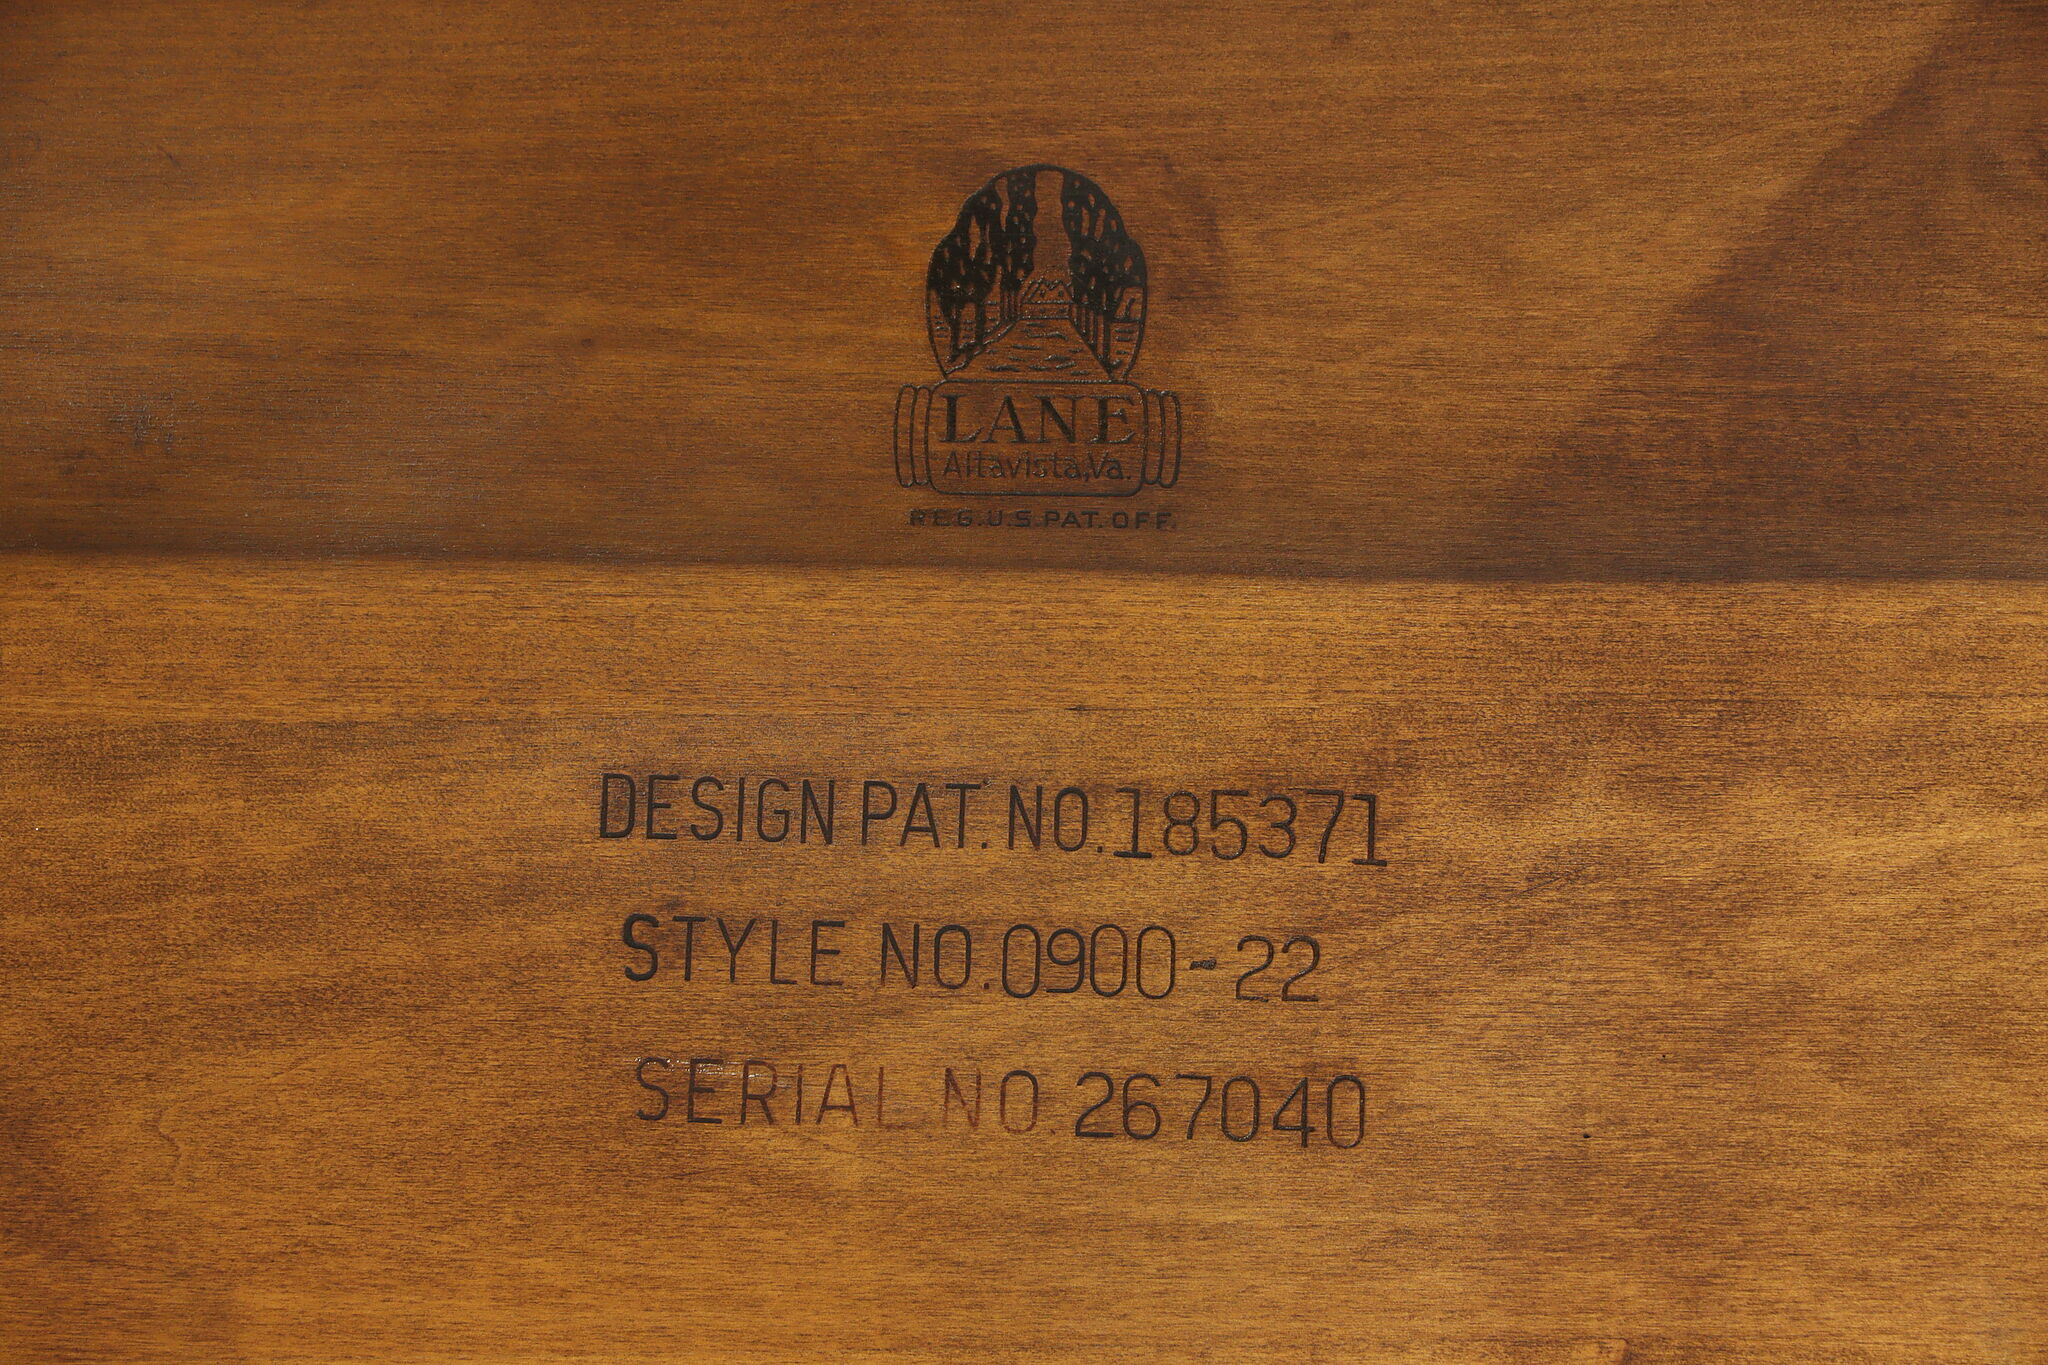 LANE
Altavista, Va.
REG. U.S. PAT. OFF.
DESIGN PAT. NO. 185371
STYLE NO. 0900-22
SERIAL NO. 267040